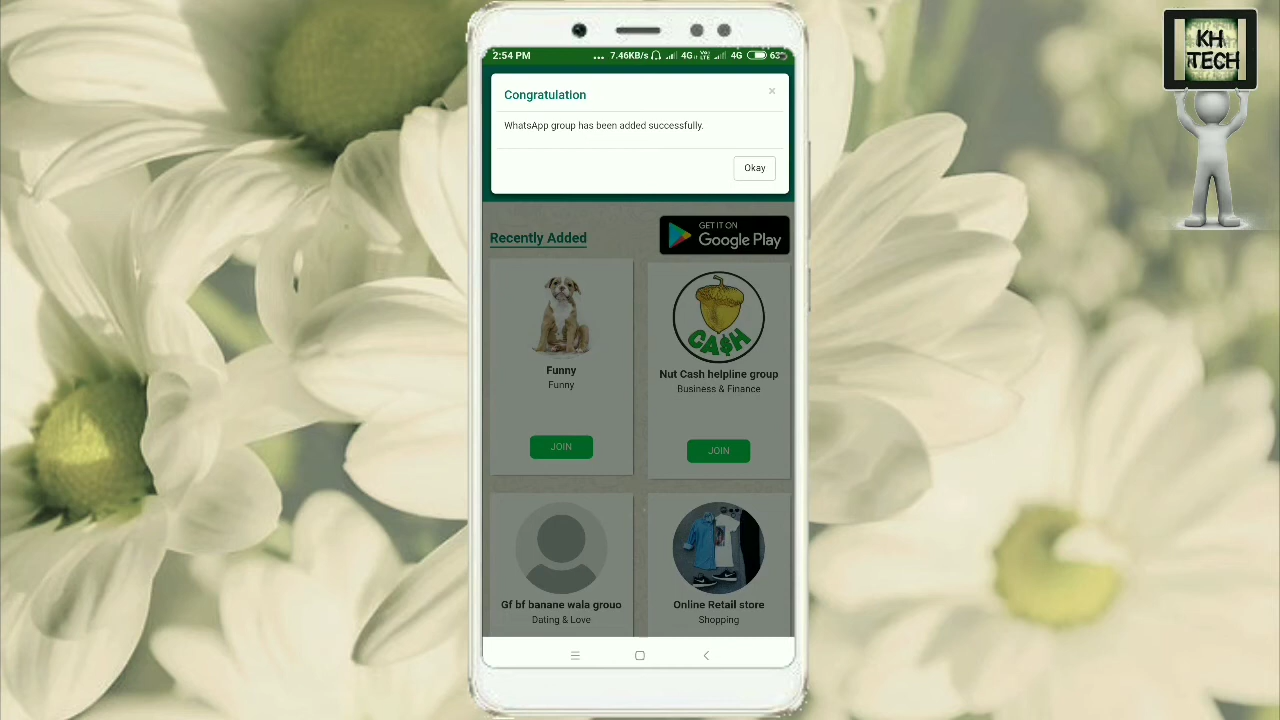 KH
TECH
2:54 PM ... 7.46KB/s 4G VoLTE 4G 63
Congratulation ×
WhatsApp group has been added successfully.
Okay
Recently Added
GET IT ON
Google Play
Funny
Funny
JOIN
Nut Cash helpline group
Business & Finance
JOIN
CA$H
Gf bf banane wala grouo
Dating & Love
Online Retail store
Shopping